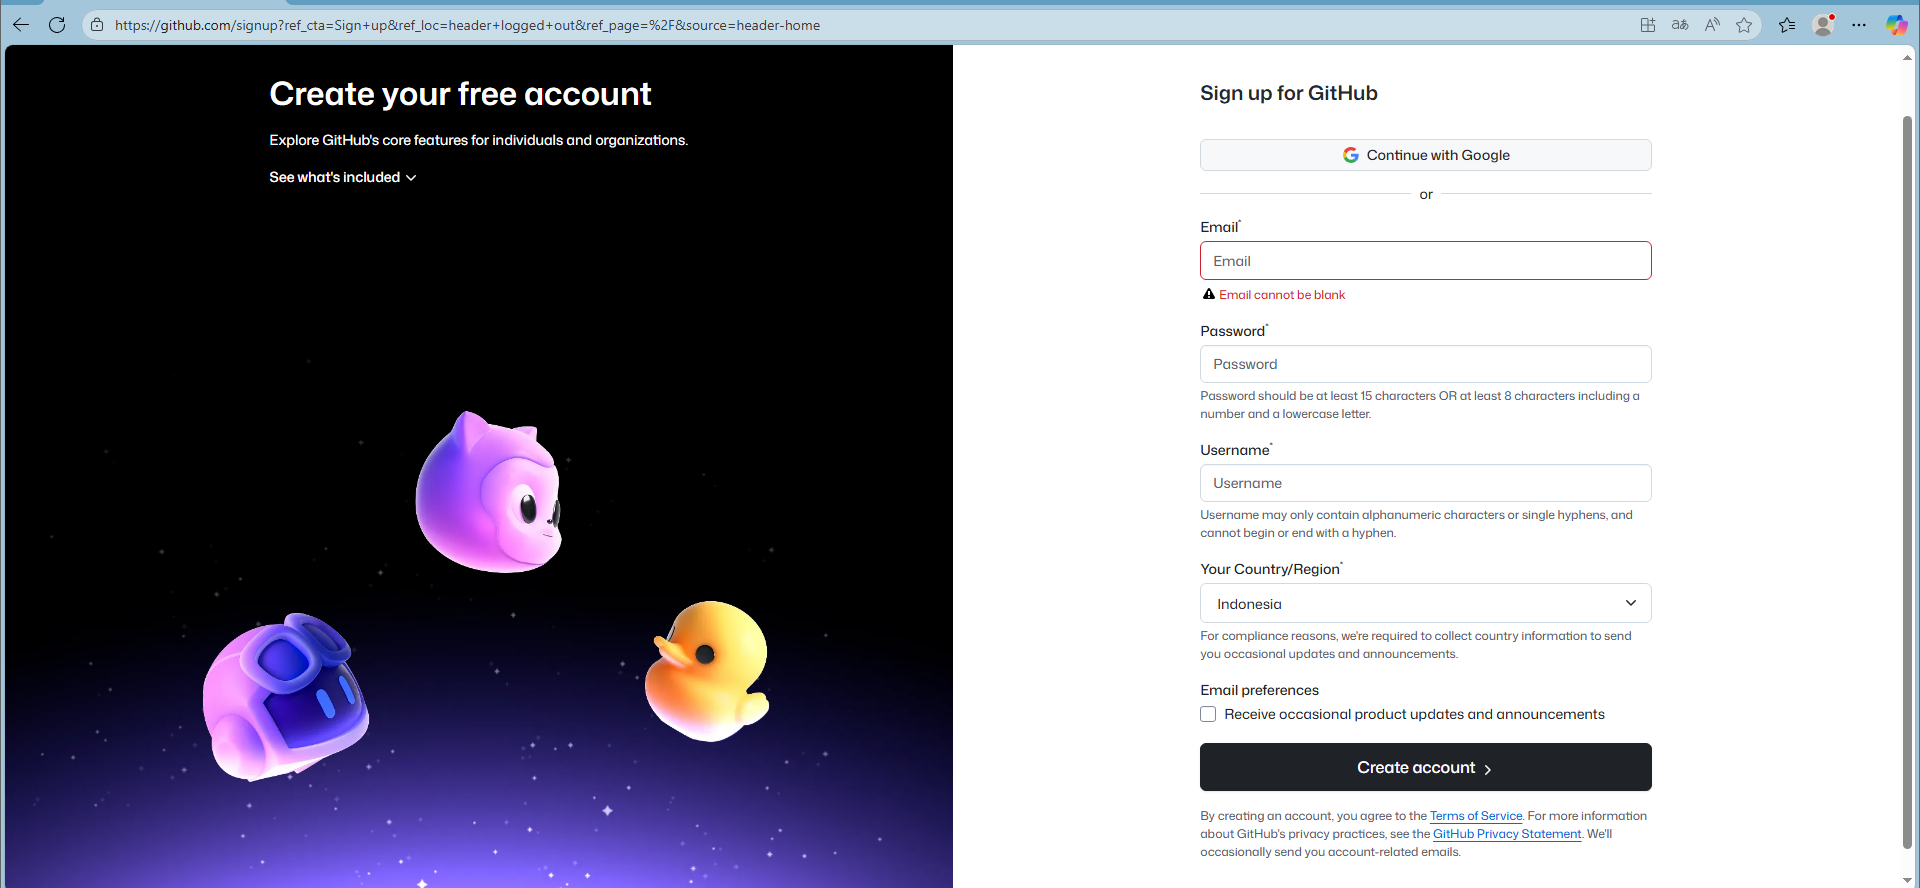 https://github.com/signup?ref_cta=Sign+up&ref_loc=header+logged+out&ref_page=%2F&source=header-home
Create your free account
Explore GitHub's core features for individuals and organizations.
See what's included
Sign up for GitHub
Continue with Google
or
Email*
Email
Email cannot be blank
Password*
Password
Password should be at least 15 characters OR at least 8 characters including a
number and a lowercase letter.
Username*
Username
Username may only contain alphanumeric characters or single hyphens, and
cannot begin or end with a hyphen.
Your Country/Region*
Indonesia
For compliance reasons, we're required to collect country information to send
you occasional updates and announcements.
Email preferences
Receive occasional product updates and announcements
Create account
By creating an account, you agree to the Terms of Service. For more information
about GitHub's privacy practices, see the GitHub Privacy Statement. We'll
occasionally send you account-related emails.